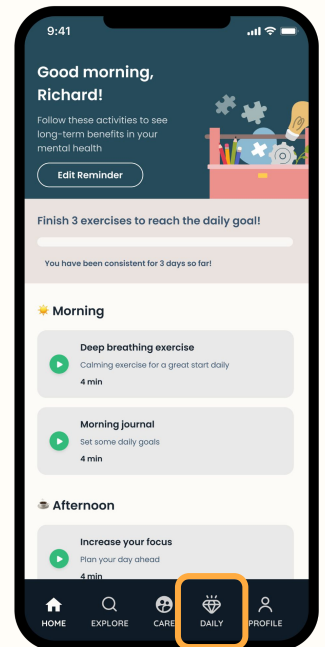 9:41
Good morning,
Richard!
Follow these activities to see
long-term benefits in your
mental health
Edit Reminder
Finish 3 exercises to reach the daily goal!
You have been consistent for 3 days so far!
Morning
Deep breathing exercise
Calming exercise for a great start daily
4 min
Morning journal
Set some daily goals
4 min
Afternoon
Increase your focus
Plan your day ahead
4 min
HOME EXPLORE CARE DAILY PROFILE